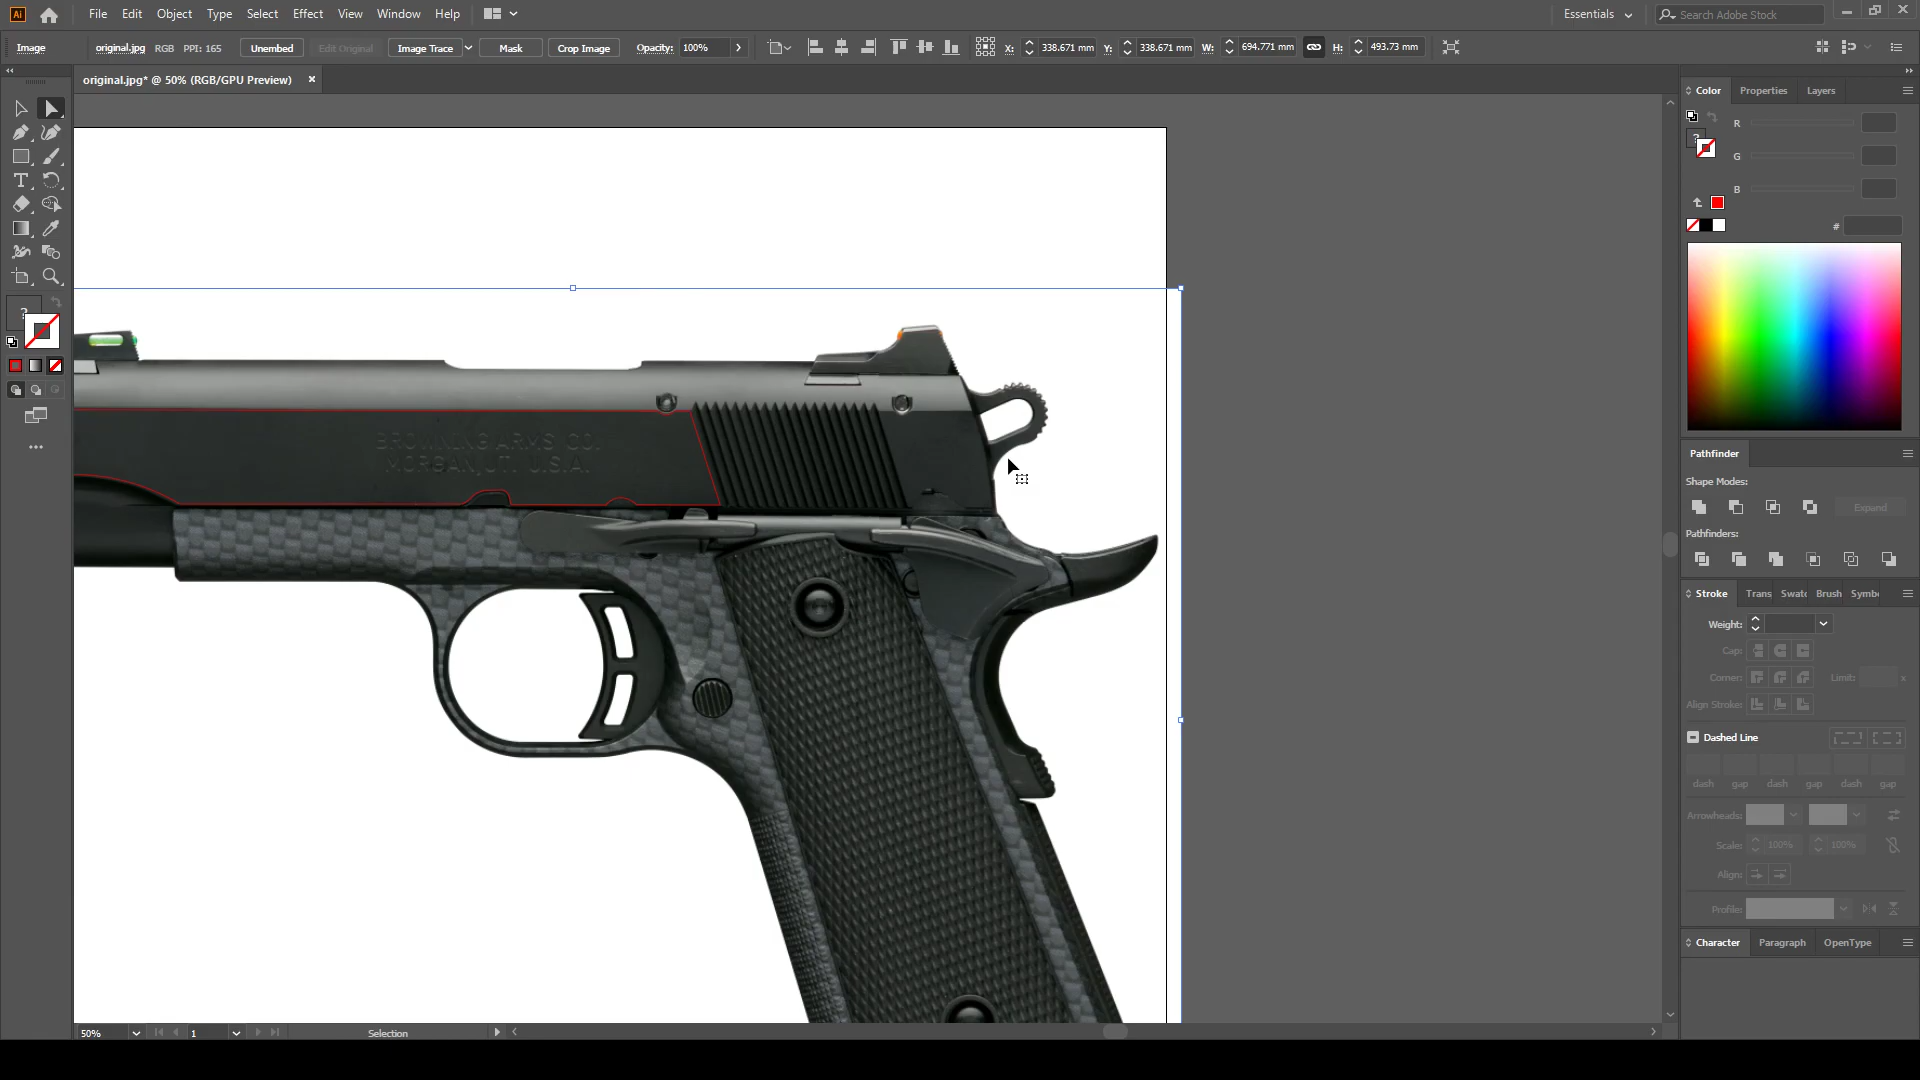 Ai File Edit Object Type Select Effect View Window Help Essentials Search Adobe Stock
Image original.jpg RGB PPI: 165 Unembed Edit Original Image Trace Mask Crop Image Opacity: 100% X: 338.671 mm Y: 338.671 mm W: 694.771 mm H: 493.73 mm
original.jpg* @ 50% (RGB/GPU Preview)
Color Properties Layers
R
G
B
#
?
?
T
BROWNING ARMS CO.
MORGAN, UT. U.S.A.
Pathfinder
Shape Modes:
Expand
Pathfinders:
Stroke Trans Swatc Brush Symbo
Weight:
Cap:
Corner: Limit: x
Align Stroke:
Dashed Line
dash gap dash gap dash gap
Arrowheads:
Scale: 100% 100%
Align:
Profile:
Character Paragraph OpenType
50% 1 Selection